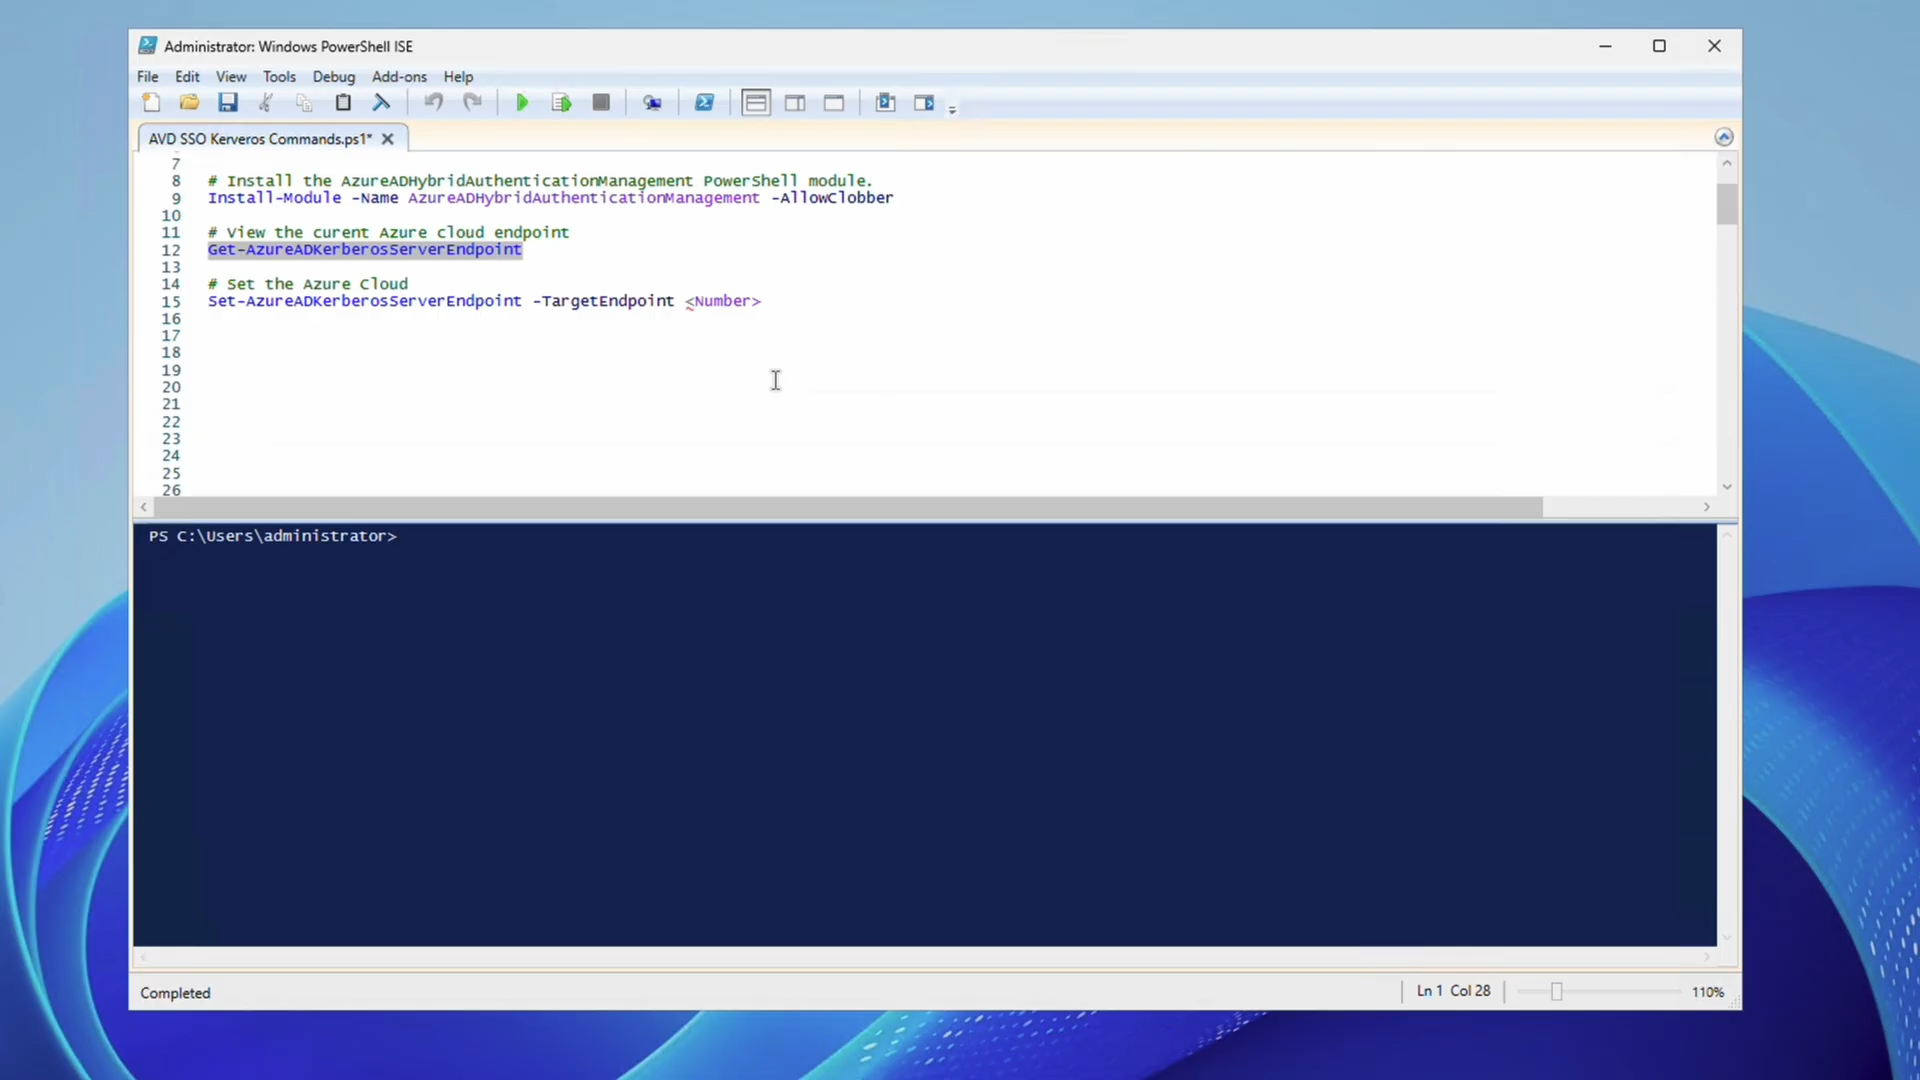 Administrator: Windows PowerShell ISE
File Edit View Tools Debug Add-ons Help
AVD SSO Kerveros Commands.ps1*
7
8 # Install the AzureADHybridAuthenticationManagement PowerShell module.
9 Install-Module -Name AzureADHybridAuthenticationManagement -AllowClobber
10
11 # View the curent Azure cloud endpoint
12 Get-AzureADKerberosServerEndpoint
13
14 # Set the Azure Cloud
15 Set-AzureADKerberosServerEndpoint -TargetEndpoint <Number>
16
17
18
19
20
21
22
23
24
25
26
PS C:\Users\administrator>
Completed Ln 1 Col 28 110%